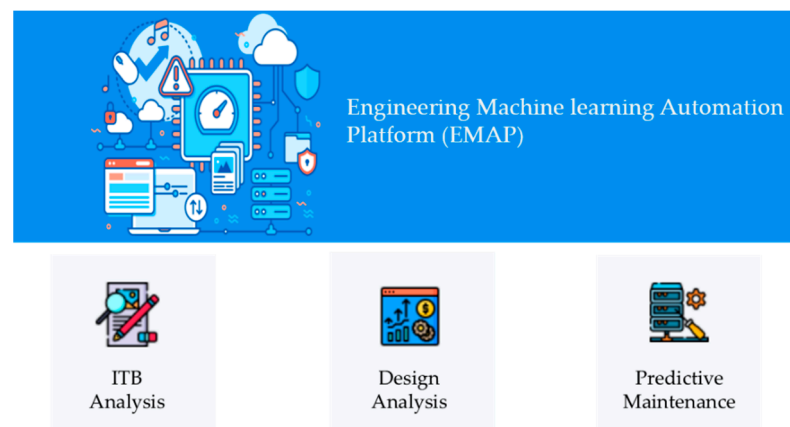 Engineering Machine learning Automation
Platform (EMAP)
ITB
Analysis
Design
Analysis
Predictive
Maintenance